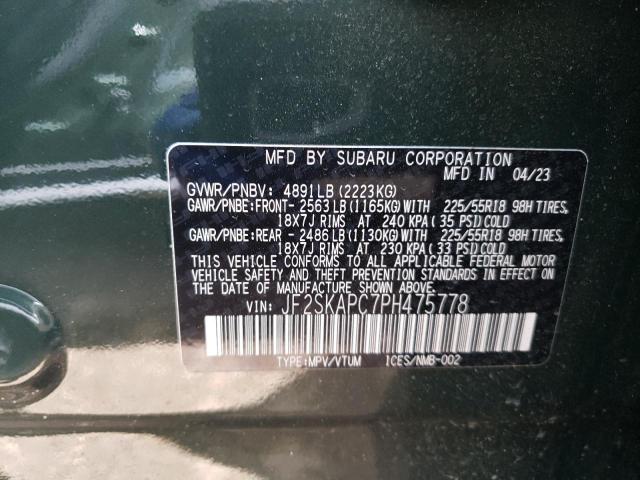 MFD BY SUBARU CORPORATION
MFD IN 04/23
GVWR/PNBV: 4891LB (2223KG)
GAWR/PNBE:FRONT- 2563LB(1165KG)WITH 225/55R18 98H TIRES,
18X7J RIMS AT 240 KPA(35 PSI)COLD
GAWR/PNBE:REAR - 2486LB(1130KG)WITH 225/55R18 98H TIRES,
18X7J RIMS AT 230 KPA(33 PSI)COLD
THIS VEHICLE CONFORMS TO ALL APPLICABLE FEDERAL MOTOR
VEHICLE SAFETY AND THEFT PREVENTION STANDARDS IN EFFECT ON
THE DATE OF MANUFACTURE SHOWN ABOVE.
VIN: JF2SKAPC7PH475778
TYPE:MPV/VTUM ICES/NMB-002